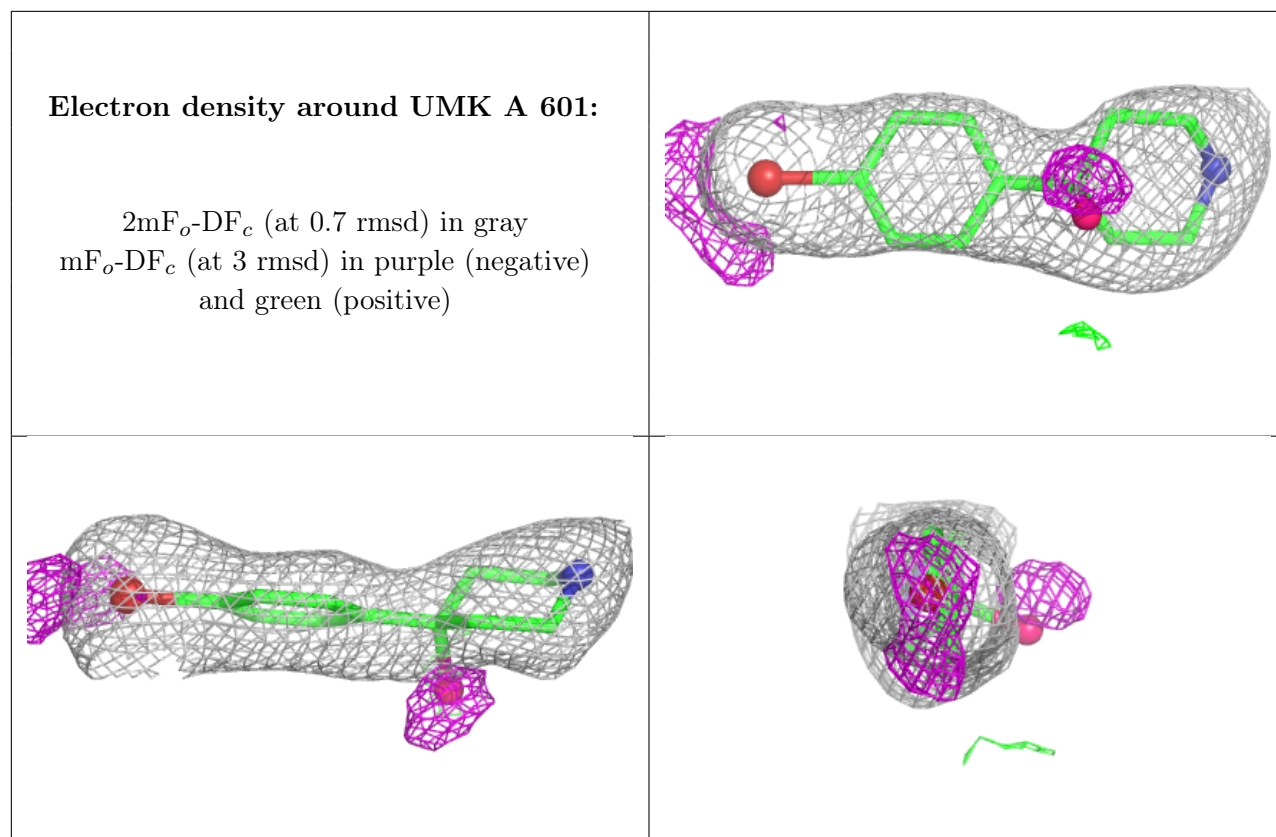 Electron density around UMK A 601:
2mFₒ-DF𝒸 (at 0.7 rmsd) in gray
mFₒ-DF𝒸 (at 3 rmsd) in purple (negative)
and green (positive)